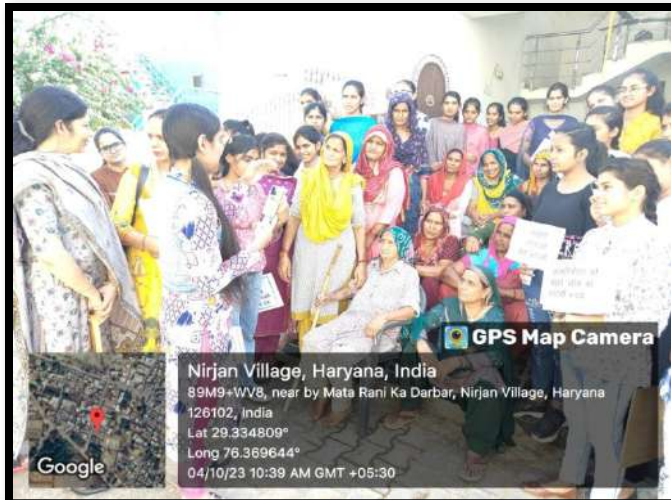 GPS Map Camera
Nirjan Village, Haryana, India
89M9+WV8, near by Mata Rani Ka Darbar, Nirjan Village, Haryana
126102, India
Lat 29.334809°
Long 76.369644°
04/10/23 10:39 AM GMT +05:30
Google